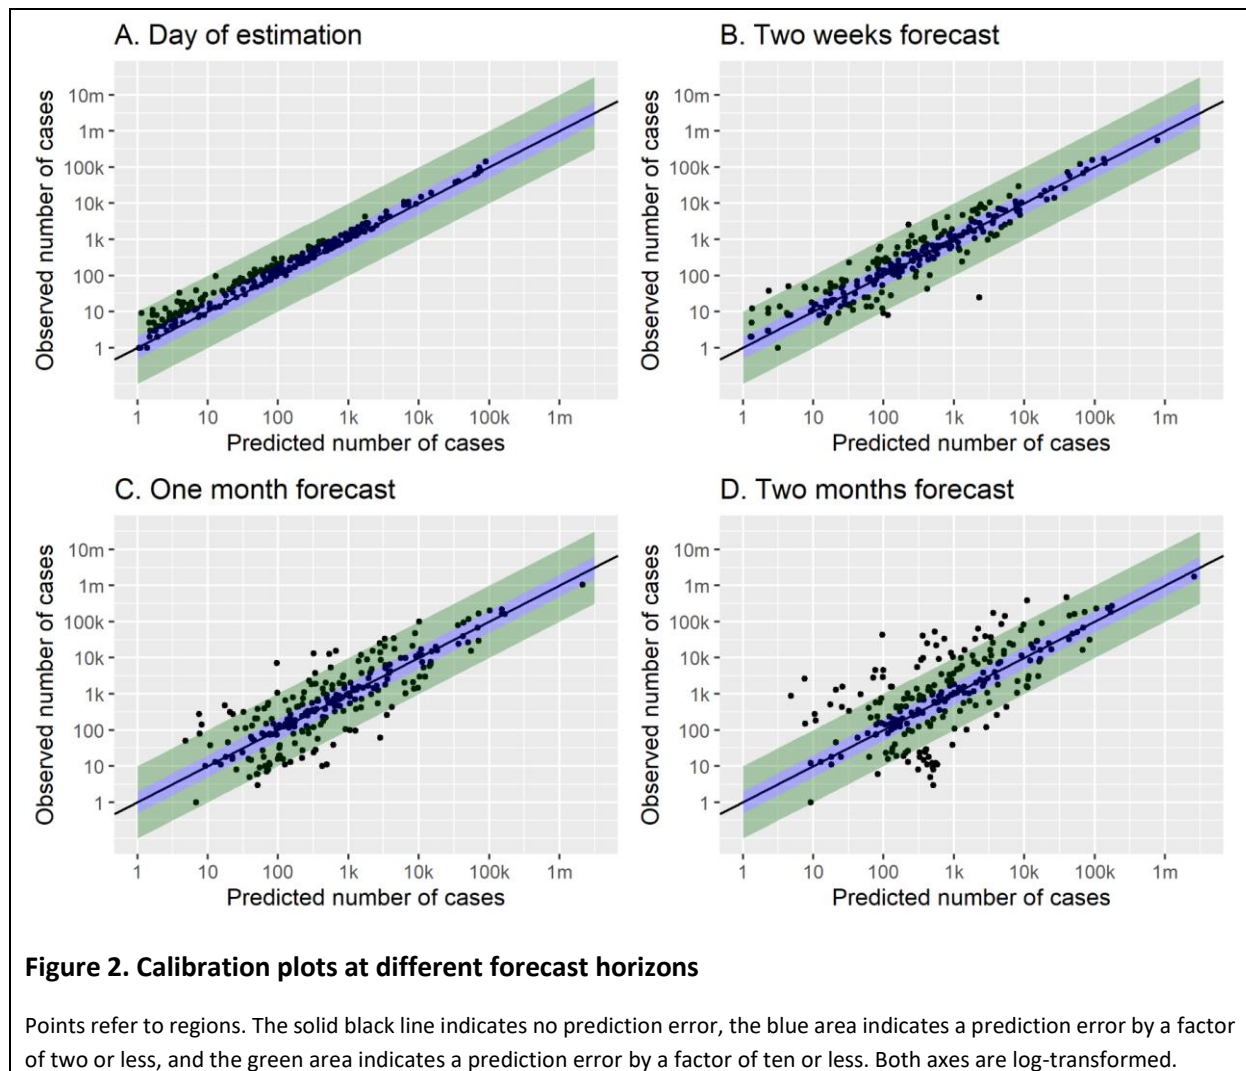 A. Day of estimation
10m
1m
100k
10k
1k
100
10
1
Observed number of cases
1 10 100 1k 10k 100k 1m
Predicted number of cases
B. Two weeks forecast
10m
1m
100k
10k
1k
100
10
1
Observed number of cases
1 10 100 1k 10k 100k 1m
Predicted number of cases
C. One month forecast
10m
1m
100k
10k
1k
100
10
1
Observed number of cases
1 10 100 1k 10k 100k 1m
Predicted number of cases
D. Two months forecast
10m
1m
100k
10k
1k
100
10
1
Observed number of cases
1 10 100 1k 10k 100k 1m
Predicted number of cases
Figure 2. Calibration plots at different forecast horizons
Points refer to regions. The solid black line indicates no prediction error, the blue area indicates a prediction error by a factor
of two or less, and the green area indicates a prediction error by a factor of ten or less. Both axes are log-transformed.